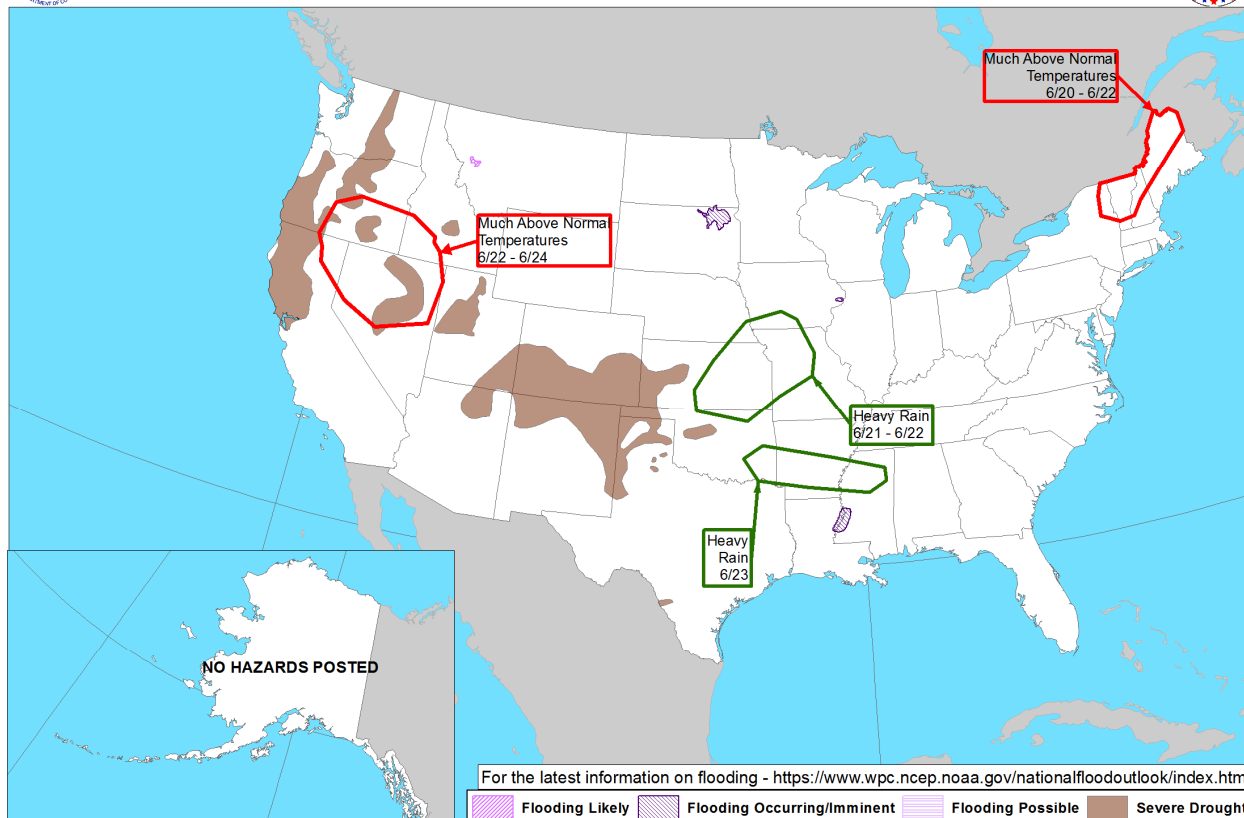 Much Above Normal
Temperatures
6/20 - 6/22
Much Above Normal
Temperatures
6/22 - 6/24
Heavy Rain
6/21 - 6/22
Heavy
Rain
6/23
NO HAZARDS POSTED
For the latest information on flooding - https://www.wpc.ncep.noaa.gov/nationalfloodoutlook/index.htm
Flooding Likely Flooding Occurring/Imminent Flooding Possible Severe Drought